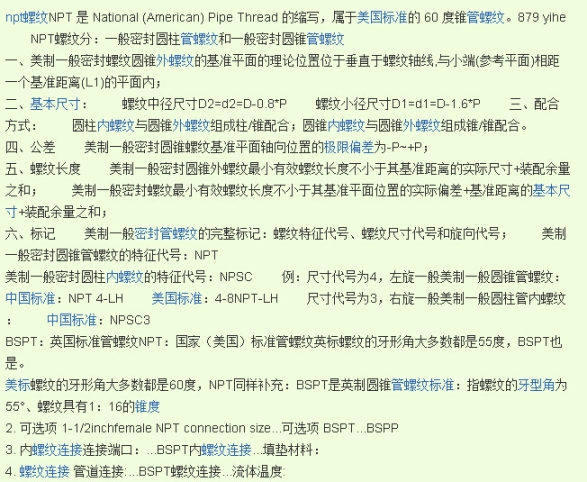 npt螺纹NPT 是 National (American) Pipe Thread 的缩写，属于美国标准的 60 度锥管螺纹。879 yihe
NPT螺纹分：一般密封圆柱管螺纹和一般密封圆锥管螺纹
一、美制一般密封螺纹圆锥外螺纹的基准平面的理论位置位于垂直于螺纹轴线,与小端(参考平面)相距
一个基准距离(L1)的平面内；
二、基本尺寸： 螺纹中径尺寸D2=d2=D-0.8*P 螺纹小径尺寸D1=d1=D-1.6*P 三、配合
方式： 圆柱内螺纹与圆锥外螺纹组成柱/锥配合；圆锥内螺纹与圆锥外螺纹组成锥/锥配合。
四、公差 美制一般密封圆锥螺纹基准平面轴向位置的极限偏差为-P~+P；
五、螺纹长度 美制一般密封圆锥外螺纹最小有效螺纹长度不小于其基准距离的实际尺寸+装配余量
之和； 美制一般密封螺纹最小有效螺纹长度不小于其基准平面位置的实际偏差+基准距离的基本尺
寸+装配余量之和；
六、标记 美制一般密封管螺纹的完整标记：螺纹特征代号、螺纹尺寸代号和旋向代号； 美制
一般密封圆锥管螺纹的特征代号：NPT
美制一般密封圆柱内螺纹的特征代号：NPSC 例：尺寸代号为4，左旋一般美制一般圆锥管螺纹：
中国标准：NPT 4-LH 美国标准：4-8NPT-LH 尺寸代号为3，右旋一般美制一般圆柱管内螺纹
： 中国标准：NPSC3
BSPT：英国标准管螺纹NPT：国家（美国）标准管螺纹英标螺纹的牙形角大多数都是55度，BSPT也
是。
美标螺纹的牙形角大多数都是60度，NPT同样补充：BSPT是英制圆锥管螺纹标准：指螺纹的牙型角为
55°、螺纹具有1：16的锥度
2. 可选项 1-1/2inchfemale NPT connection size...可选项 BSPT...BSPP
3. 内螺纹连接连接端口：...BSPT内螺纹连接...填垫材料：
4. 螺纹连接 管道连接:...BSPT螺纹连接...流体温度: